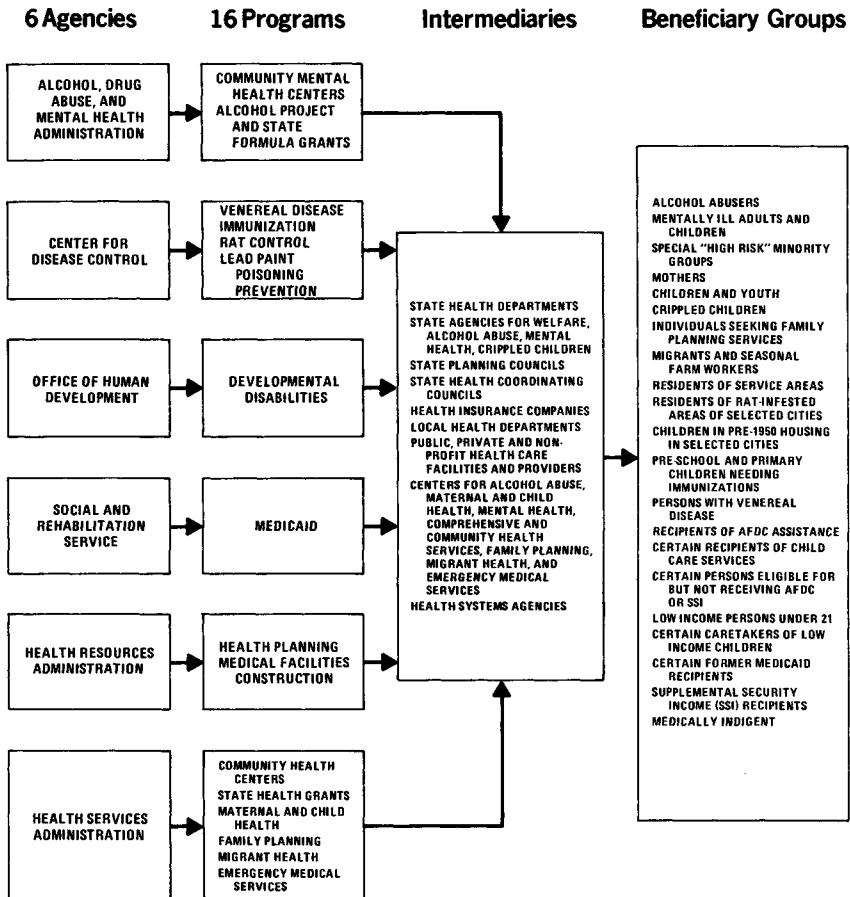 6 Agencies
16 Programs
Intermediaries
Beneficiary Groups
ALCOHOL, DRUG
ABUSE, AND
MENTAL HEALTH
ADMINISTRATION
COMMUNITY MENTAL
HEALTH CENTERS
ALCOHOL PROJECT
AND STATE
FORMULA GRANTS
CENTER FOR
DISEASE CONTROL
VENEREAL DISEASE
IMMUNIZATION
RAT CONTROL
LEAD PAINT
POISONING
PREVENTION
OFFICE OF HUMAN
DEVELOPMENT
DEVELOPMENTAL
DISABILITIES
SOCIAL AND
REHABILITATION
SERVICE
MEDICAID
HEALTH RESOURCES
ADMINISTRATION
HEALTH PLANNING
MEDICAL FACILITIES
CONSTRUCTION
HEALTH SERVICES
ADMINISTRATION
COMMUNITY HEALTH
CENTERS
STATE HEALTH GRANTS
MATERNAL AND CHILD
HEALTH
FAMILY PLANNING
MIGRANT HEALTH
EMERGENCY MEDICAL
SERVICES
STATE HEALTH DEPARTMENTS
STATE AGENCIES FOR WELFARE,
ALCOHOL ABUSE, MENTAL
HEALTH, CRIPPLED CHILDREN
STATE PLANNING COUNCILS
STATE HEALTH COORDINATING
COUNCILS
HEALTH INSURANCE COMPANIES
LOCAL HEALTH DEPARTMENTS
PUBLIC, PRIVATE AND NON-
PROFIT HEALTH CARE
FACILITIES AND PROVIDERS
CENTERS FOR ALCOHOL ABUSE,
MATERNAL AND CHILD
HEALTH, MENTAL HEALTH,
COMPREHENSIVE AND
COMMUNITY HEALTH
SERVICES, FAMILY PLANNING,
MIGRANT HEALTH, AND
EMERGENCY MEDICAL
SERVICES
HEALTH SYSTEMS AGENCIES
ALCOHOL ABUSERS
MENTALLY ILL ADULTS AND
CHILDREN
SPECIAL "HIGH RISK" MINORITY
GROUPS
MOTHERS
CHILDREN AND YOUTH
CRIPPLED CHILDREN
INDIVIDUALS SEEKING FAMILY
PLANNING SERVICES
MIGRANTS AND SEASONAL
FARM WORKERS
RESIDENTS OF SERVICE AREAS
RESIDENTS OF RAT-INFESTED
AREAS OF SELECTED CITIES
CHILDREN IN PRE-1950 HOUSING
IN SELECTED CITIES
PRE-SCHOOL AND PRIMARY
CHILDREN NEEDING
IMMUNIZATIONS
PERSONS WITH VENEREAL
DISEASE
RECIPIENTS OF AFDC ASSISTANCE
CERTAIN RECIPIENTS OF CHILD
CARE SERVICES
CERTAIN PERSONS ELIGIBLE FOR
BUT NOT RECEIVING AFDC
OR SSI
LOW INCOME PERSONS UNDER 21
CERTAIN CARETAKERS OF LOW
INCOME CHILDREN
CERTAIN FORMER MEDICAID
RECIPIENTS
SUPPLEMENTAL SECURITY
INCOME (SSI) RECIPIENTS
MEDICALLY INDIGENT